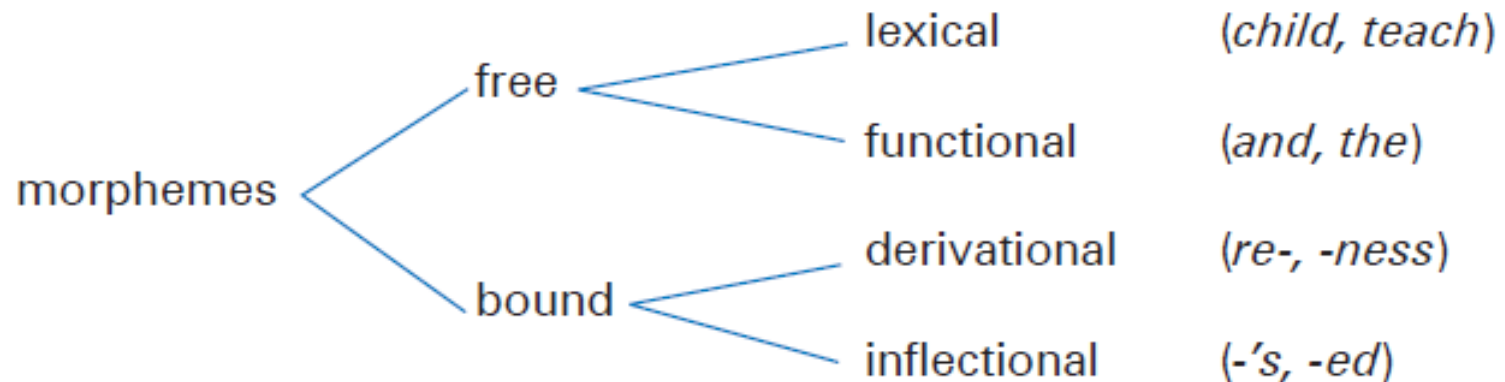 lexical (child, teach)
free
functional (and, the)
morphemes
derivational (re-, -ness)
bound
inflectional (-’s, -ed)